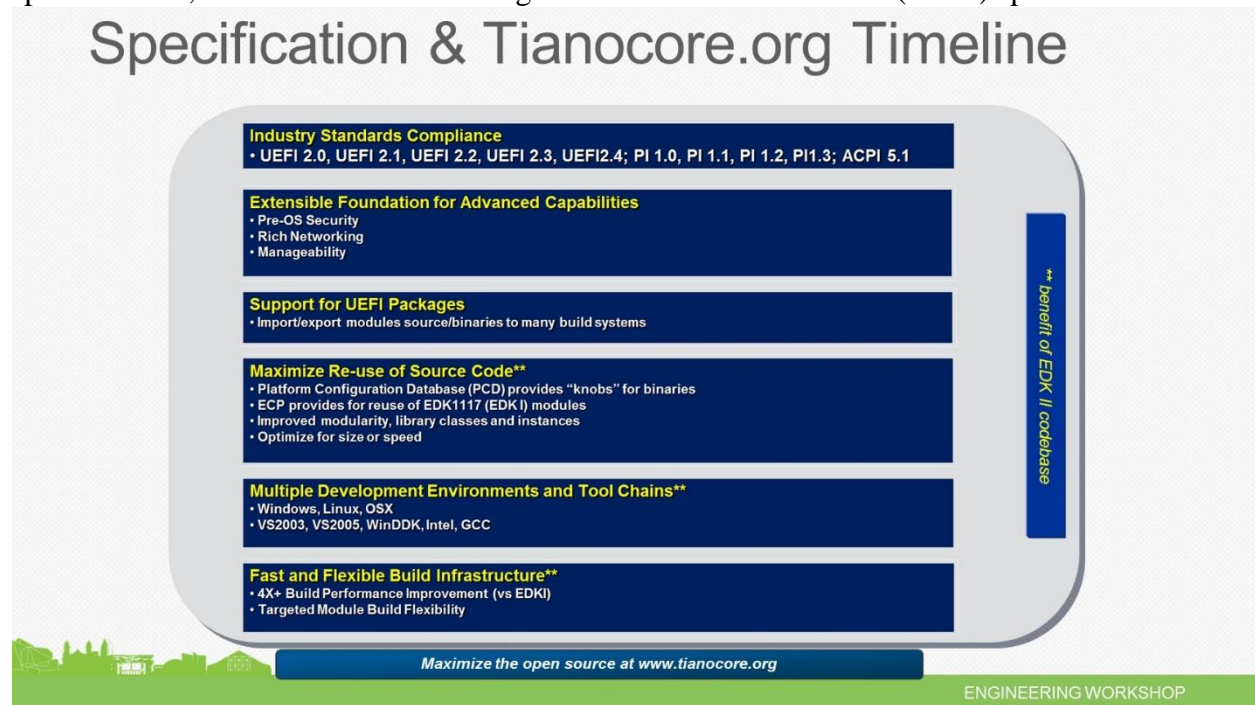 Specification & Tianocore.org Timeline
Industry Standards Compliance
• UEFI 2.0, UEFI 2.1, UEFI 2.2, UEFI 2.3, UEFI2.4; PI 1.0, PI 1.1, PI 1.2, PI1.3; ACPI 5.1
Extensible Foundation for Advanced Capabilities
• Pre-OS Security
• Rich Networking
• Manageability
Support for UEFI Packages
• Import/export modules source/binaries to many build systems
Maximize Re-use of Source Code**
• Platform Configuration Database (PCD) provides “knobs” for binaries
• ECP provides for reuse of EDK1117 (EDK I) modules
• Improved modularity, library classes and instances
• Optimize for size or speed
Multiple Development Environments and Tool Chains**
• Windows, Linux, OSX
• VS2003, VS2005, WinDDK, Intel, GCC
Fast and Flexible Build Infrastructure**
• 4X+ Build Performance Improvement (vs EDKI)
• Targeted Module Build Flexibility
** benefit of EDK II codebase
Maximize the open source at www.tianocore.org
ENGINEERING WORKSHOP